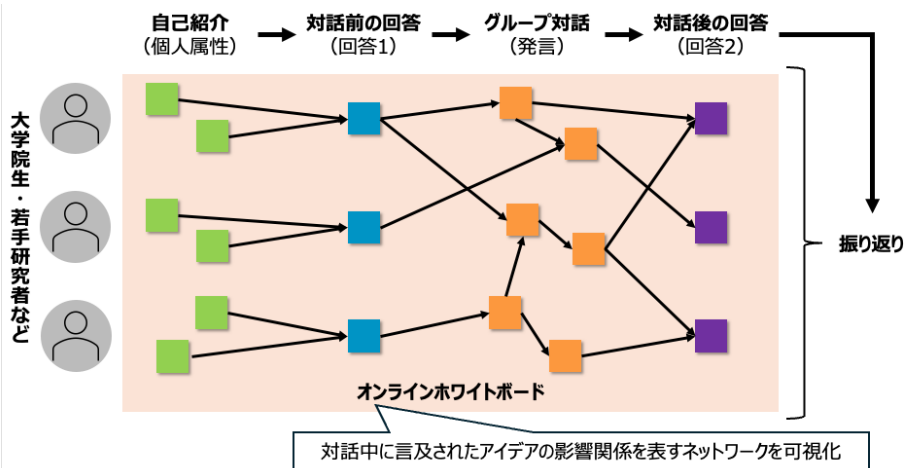 自己紹介
（個人属性）
対話前の回答
（回答1）
グループ対話
（発言）
対話後の回答
（回答2）
大学院生・若手研究者など
振り返り
オンラインホワイトボード
対話中に言及されたアイデアの影響関係を表すネットワークを可視化